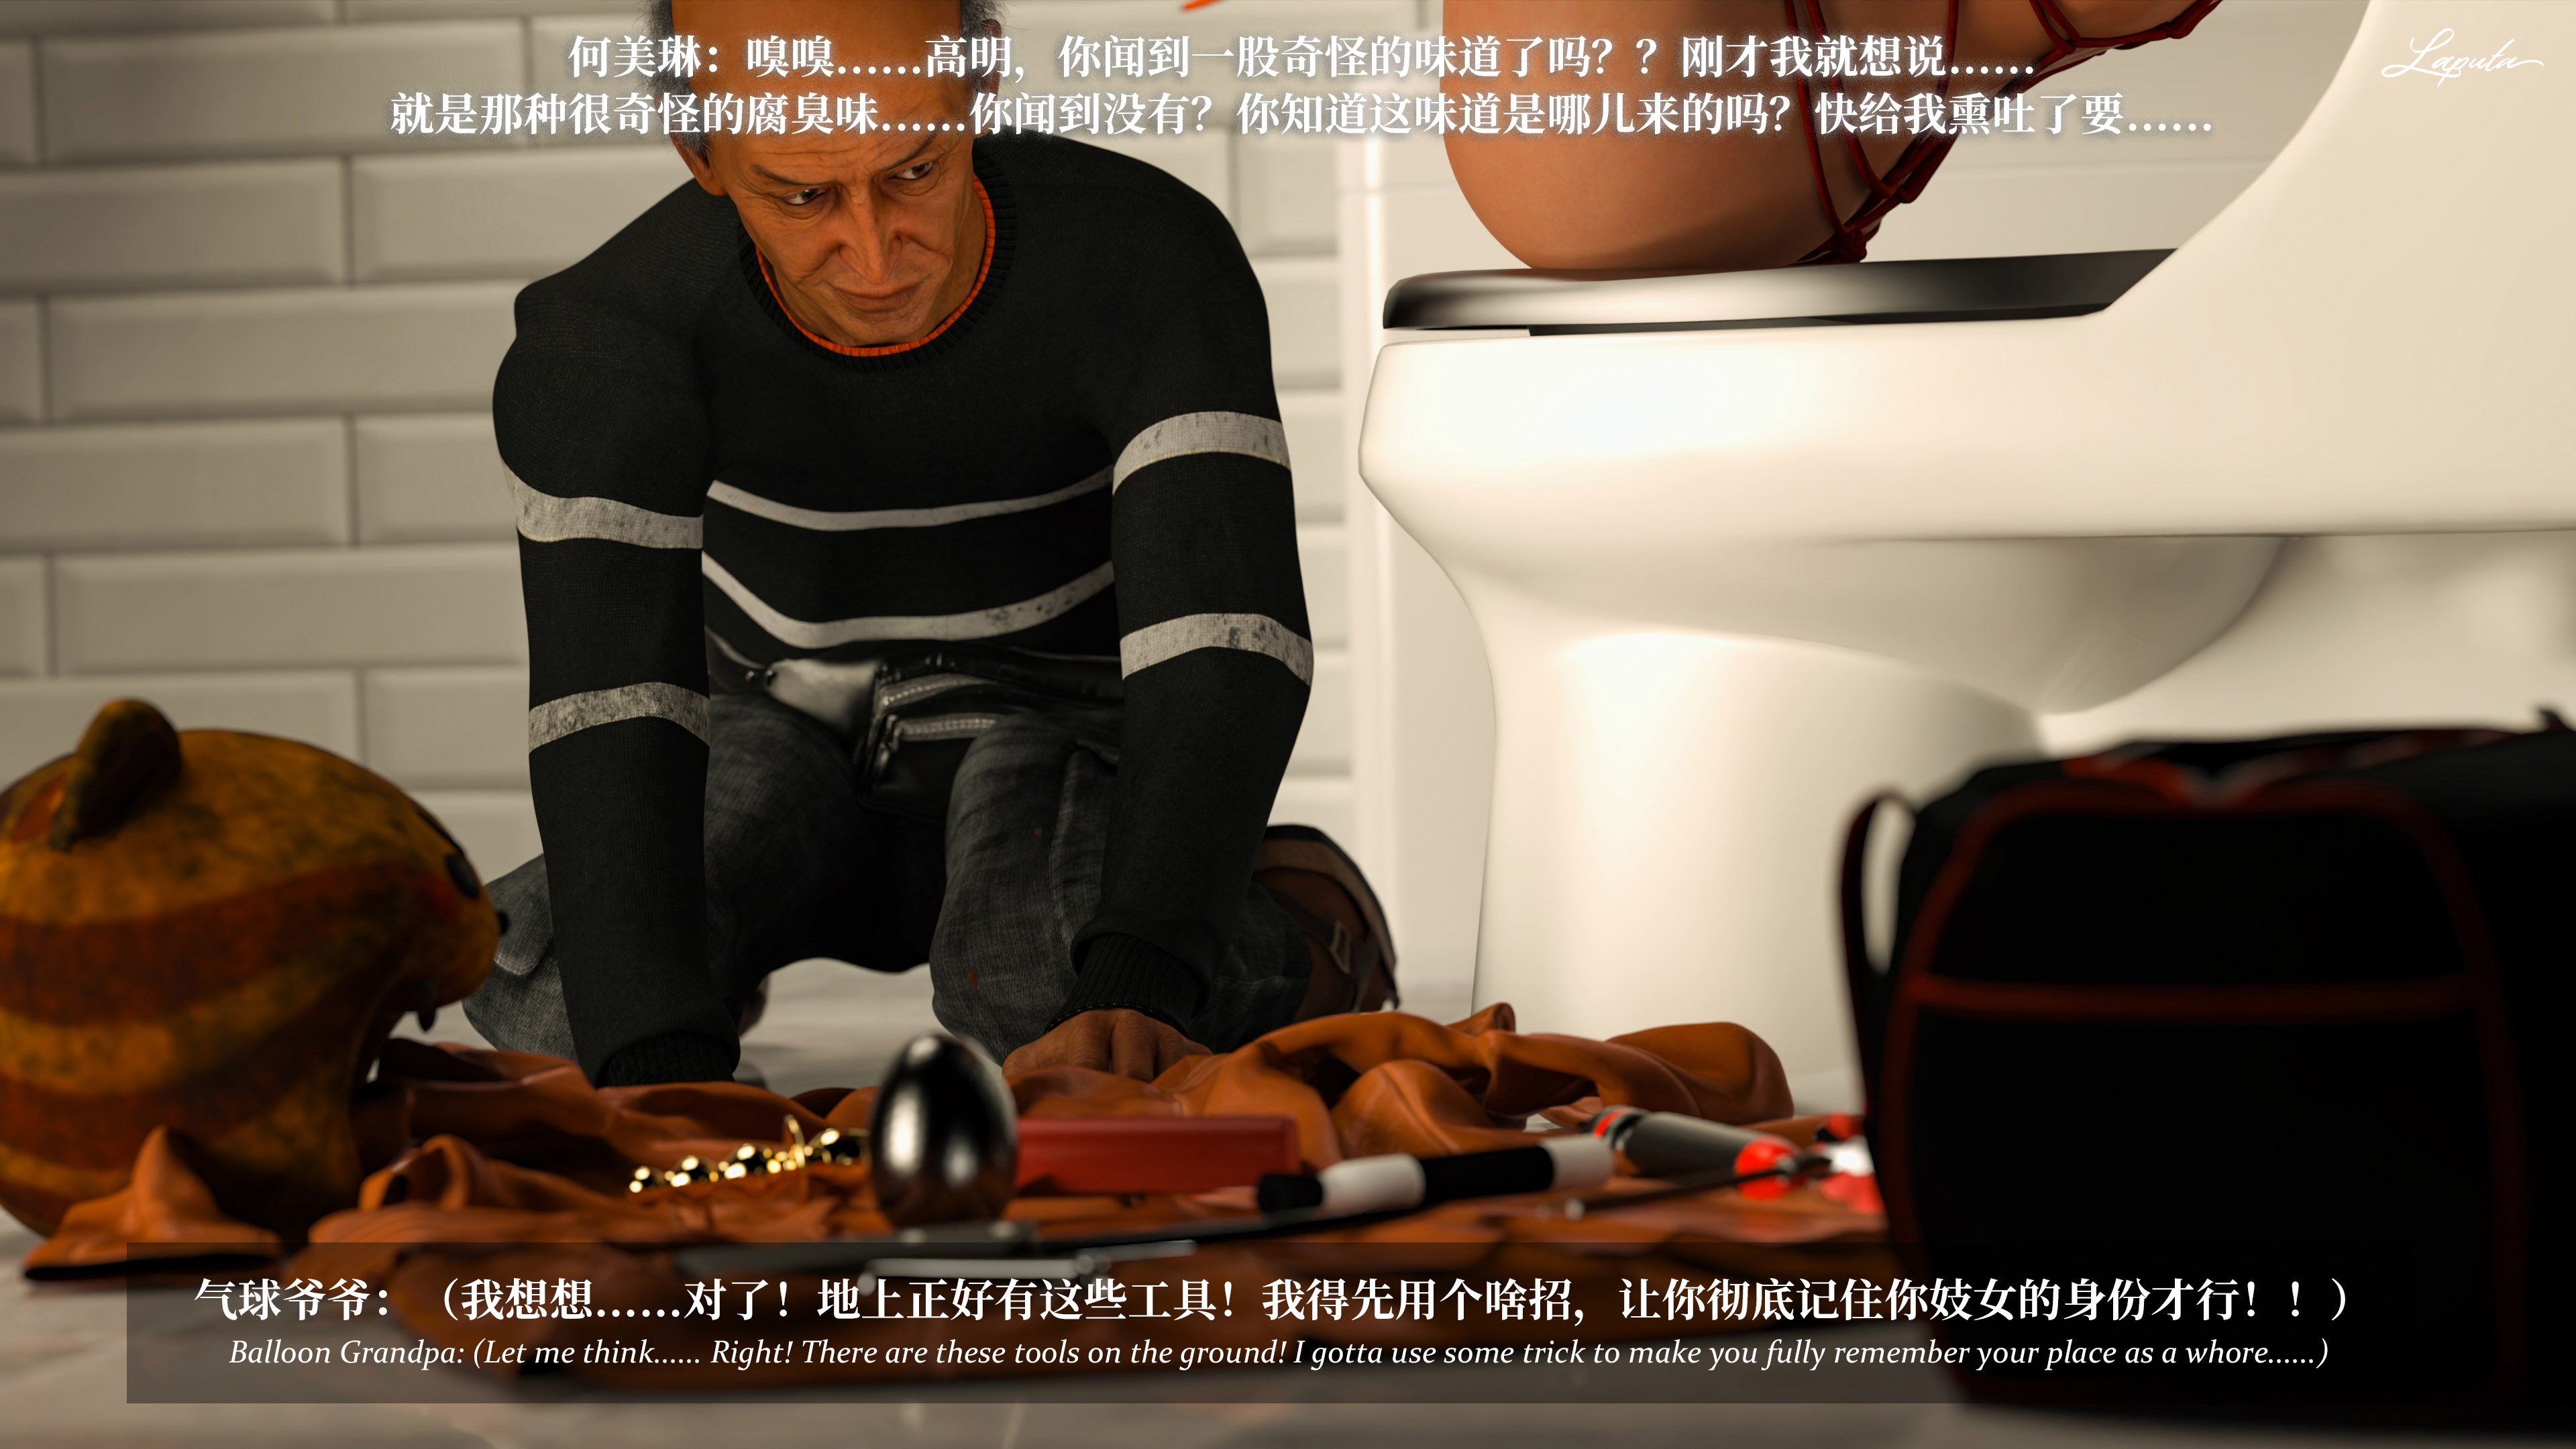 何美琳：嗅嗅……高明，你闻到一股奇怪的味道了吗？？刚才我就想说……
Laputa
就是那种很奇怪的腐臭味……你闻到没有？你知道这味道是哪儿来的吗？快给我熏吐了要……
气球爷爷：（我想想……对了！地上正好有这些工具！我得先用个啥招，让你彻底记住你妓女的身份才行！！）
Balloon Grandpa: (Let me think...... Right! There are these tools on the ground! I gotta use some trick to make you fully remember your place as a whore......)